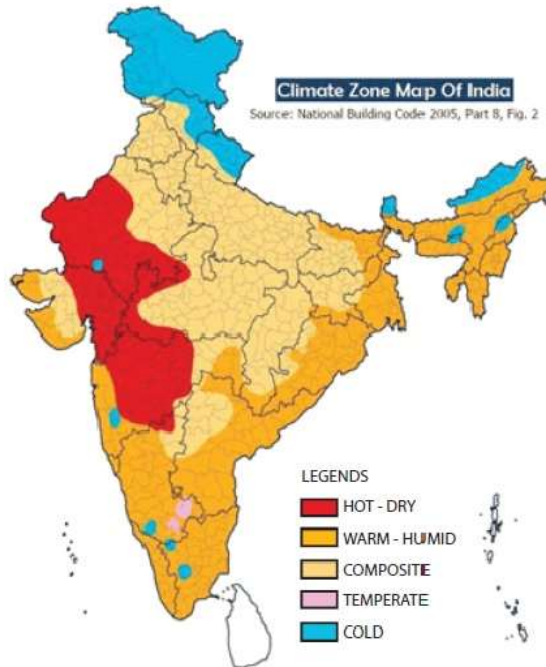 Climate Zone Map Of India
Source: National Building Code 2005, Part 8, Fig. 2
LEGENDS
HOT - DRY
WARM - HUMID
COMPOSITE
TEMPERATE
COLD